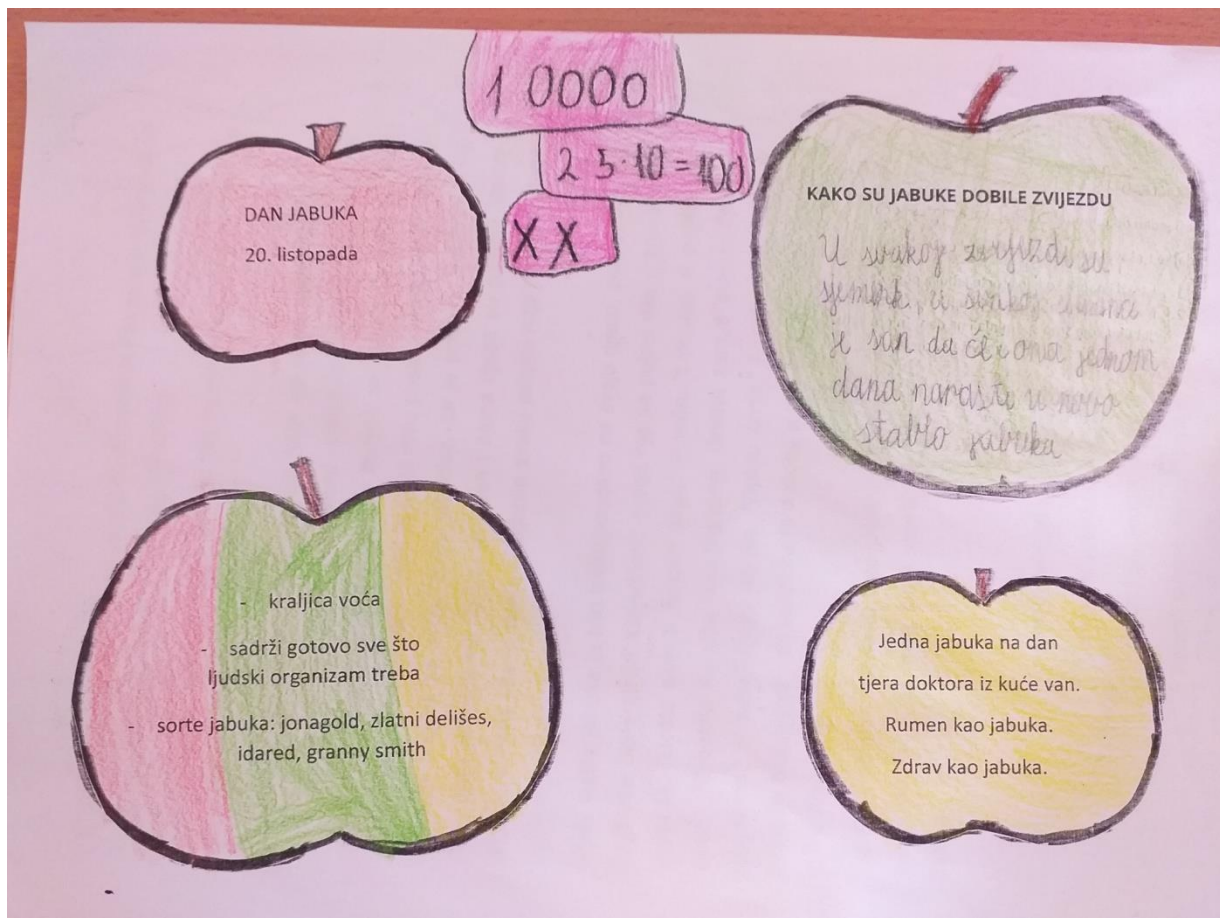 1 0000
2 5·10=100
XX
DAN JABUKA
20. listopada
KAKO SU JABUKE DOBILE ZVIJEZDU
U svakoj zvijezdi su
je san da će i ona jednom
dana narasti u novo
stablo jabuka
- kraljica voća
- sadrži gotovo sve što
ljudski organizam treba
- sorte jabuka: jonagold, zlatni delišes,
idared, granny smith
Jedna jabuka na dan
tjera doktora iz kuće van.
Rumen kao jabuka.
Zdrav kao jabuka.